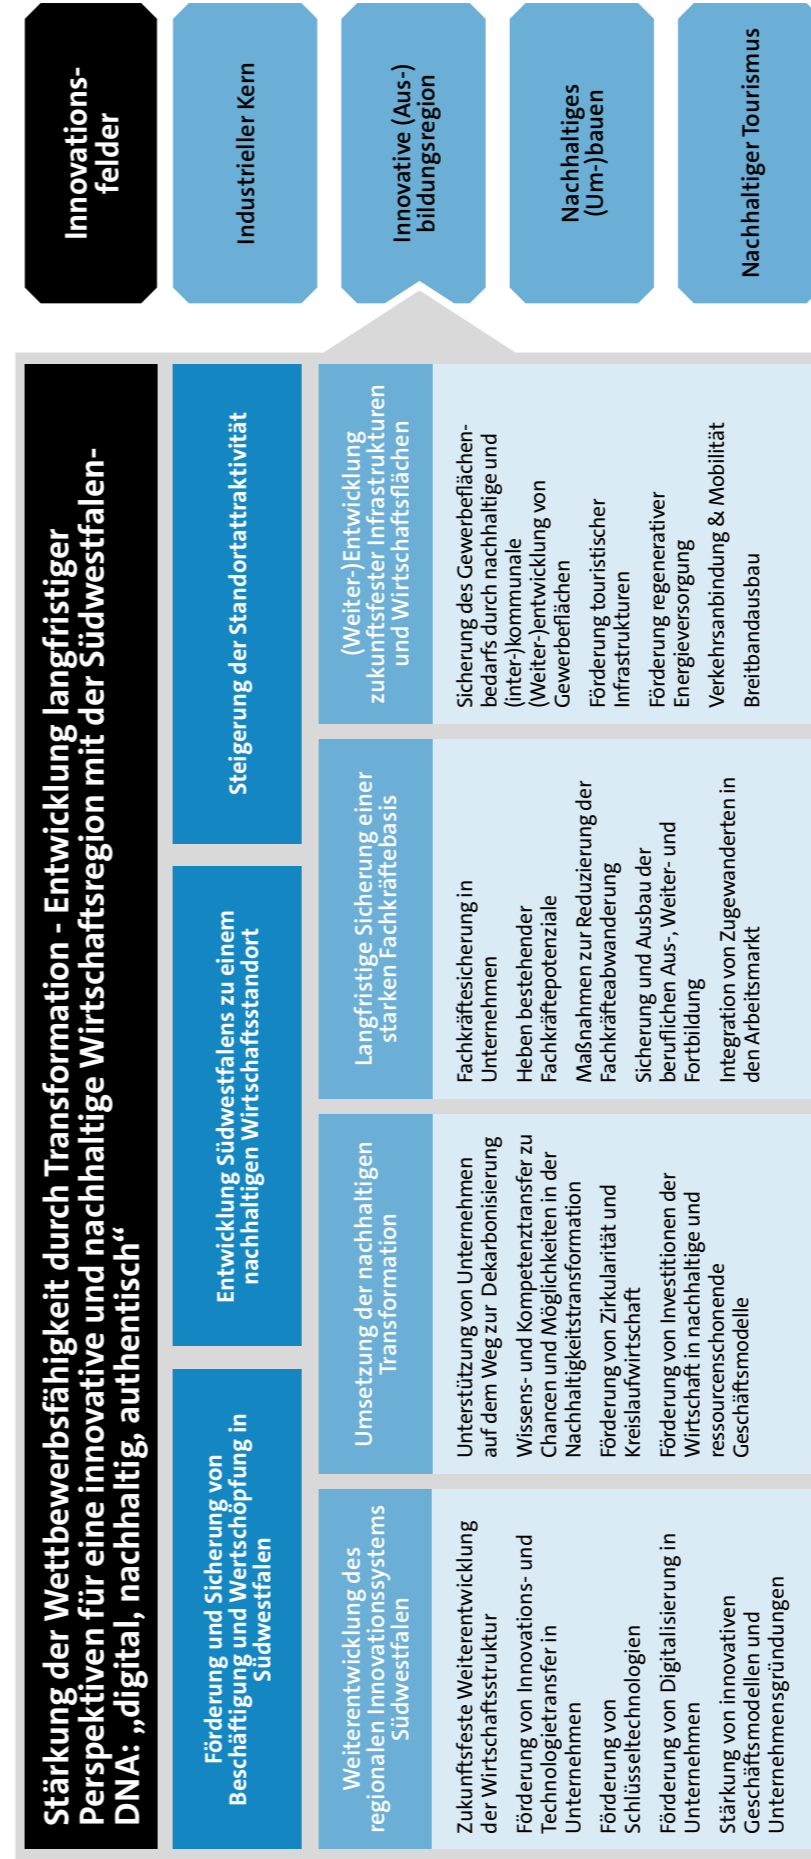 Stärkung der Wettbewerbsfähigkeit durch Transformation - Entwicklung langfristiger
Perspektiven für eine innovative und nachhaltige Wirtschaftsregion mit der Südwestfalen-
DNA: „digital, nachhaltig, authentisch“
Förderung und Sicherung von
Beschäftigung und Wertschöpfung in
Südwestfalen
Entwicklung Südwestfalens zu einem
nachhaltigen Wirtschaftsstandort
Steigerung der Standortattraktivität
Weiterentwicklung des
regionalen Innovationssystems
Südwestfalen
Zukunftsfeste Weiterentwicklung
der Wirtschaftsstruktur
Förderung von Innovations- und
Technologietransfer in
Unternehmen
Förderung von
Schlüsseltechnologien
Förderung von Digitalisierung in
Unternehmen
Stärkung von innovativen
Geschäftsmodellen und
Unternehmensgründungen
Umsetzung der nachhaltigen
Transformation
Unterstützung von Unternehmen
auf dem Weg zur Dekarbonisierung
Wissens- und Kompetenztransfer zu
Chancen und Möglichkeiten in der
Nachhaltigkeitstransformation
Förderung von Zirkularität und
Kreislaufwirtschaft
Förderung von Investitionen der
Wirtschaft in nachhaltige und
ressourcenschonende
Geschäftsmodelle
Langfristige Sicherung einer
starken Fachkräftebasis
Fachkräftesicherung in
Unternehmen
Heben bestehender
Fachkräftepotenziale
Maßnahmen zur Reduzierung der
Fachkräfteabwanderung
Sicherung und Ausbau der
beruflichen Aus-, Weiter- und
Fortbildung
Integration von Zugewanderten in
den Arbeitsmarkt
(Weiter-)Entwicklung
zukunftsfester Infrastrukturen
und Wirtschaftsflächen
Sicherung des Gewerbeflächen-
bedarfs durch nachhaltige und
(inter-)kommunale
(Weiter-)entwicklung von
Gewerbeflächen
Förderung touristischer
Infrastrukturen
Förderung regenerativer
Energieversorgung
Verkehrsanbindung & Mobilität
Breitbandausbau
Innovations-
felder
Industrieller Kern
Innovative (Aus-)
bildungsregion
Nachhaltiges
(Um-)bauen
Nachhaltiger Tourismus